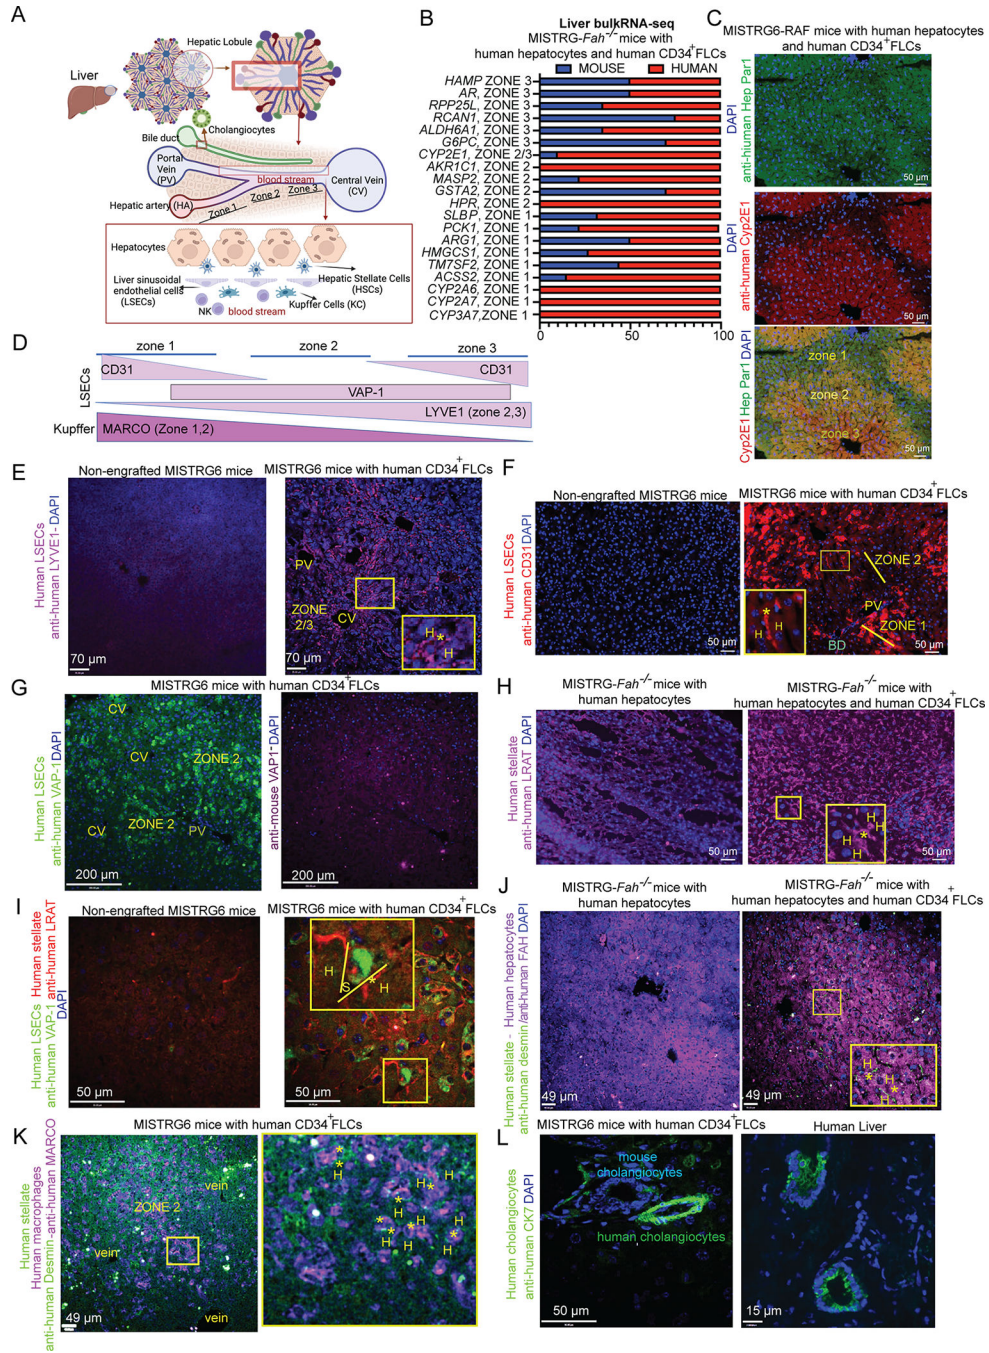 A
Hepatic Lobule
Liver
Cholangiocytes
Bile duct
Portal
Vein
(PV)
blood stream
Central Vein
(CV)
Hepatic artery (HA)
Zone 1
Zone 2
Zone 3
Hepatocytes
Liver sinusoidal
endothelial cells
(LSECs)
Hepatic Stellate Cells
(HSCs)
Kupffer Cells (KC)
NK
blood stream
B
Liver bulkRNA-seq
MISTRG-Fah-/- mice with
human hepatocytes and human CD34+FLCs
MOUSE
HUMAN
HAMP ZONE 3
AR, ZONE 3
RPP25L, ZONE 3
RCAN1, ZONE 3
ALDH6A1, ZONE 3
G6PC, ZONE 3
CYP2E1, ZONE 2/3
AKR1C1, ZONE 2
MASP2, ZONE 2
GSTA2, ZONE 2
HPR, ZONE 2
SLBP, ZONE 1
PCK1, ZONE 1
ARG1, ZONE 1
HMGCS1, ZONE 1
TM7SF2, ZONE 1
ACSS2, ZONE 1
CYP2A6, ZONE 1
CYP2A7, ZONE 1
CYP3A7,ZONE 1
0
100
C
MISTRG6-RAF mice with human hepatocytes
and human CD34+FLCs
anti-hiuman Hep Par1
DAPI
50 µm
anti-human Cyp2E1
DAPI
50 µm
Cyp2E1 Hep Par1 DAPI
zone 1
zone 2
zone 3
50 µm
D
zone 1
zone 2
zone 3
LSECs
CD31
CD31
VAP-1
LYVE1 (zone 2,3)
Kupffer
MARCO (Zone 1,2)
E
Non-engrafted MISTRG6 mice
MISTRG6 mice with human CD34+FLCs
Human LSECs
anti-human LYVE1-DAPI
70 µm
PV
ZONE
2/3
CV
H
*
H
70 µm
F
Non-engrafted MISTRG6 mice
MISTRG6 mice with human CD34+FLCs
Human LSECs
anti-human CD31DAPI
50 µm
ZONE 2
PV
ZONE 1
BD
*
H
H
50 µm
G
MISTRG6 mice with human CD34+FLCs
Human LSECs
anti-human VAP-1DAPI
CV
CV
ZONE 2
CV
ZONE 2
PV
200 µm
anti-mouse VAP1-DAPI
200 µm
H
MISTRG-Fah-/- mice with
human hepatocytes
MISTRG-Fah-/- mice with
human hepatocytes and human CD34+FLCs
Human stellate
anti-human LRAT
50 µm
H
H
*
H
50 µm
I
Non-engrafted MISTRG6 mice
MISTRG6 mice with human CD34+FLCs
Human stellate
anti-human LRAT
Human LSECs
anti-human VAP-1
DAPI
50 µm
H
S
*
H
50 µm
J
MISTRG-Fah-/- mice with
human hepatocytes
MISTRG-Fah-/- mice with
human hepatocytes and human CD34+FLCs
Human stellate - Human hepatocytes
anti-human desmin/anti-human FAH DAPI
49 µm
H
*
H
*
H
49 µm
K
MISTRG6 mice with human CD34+FLCs
Human stellate
Human macrophages
anti-human Desmin-anti-human MARCO
vein
ZONE 2
vein
vein
49 µm
*
*
H
H
H
*
*
H
H
*
*
*
H
H
H
L
MISTRG6 mice with human CD34+FLCs
Human Liver
Human cholangiocytes
anti-human CK7 DAPI
mouse
cholangiocytes
human cholangiocytes
50 µm
15 µm